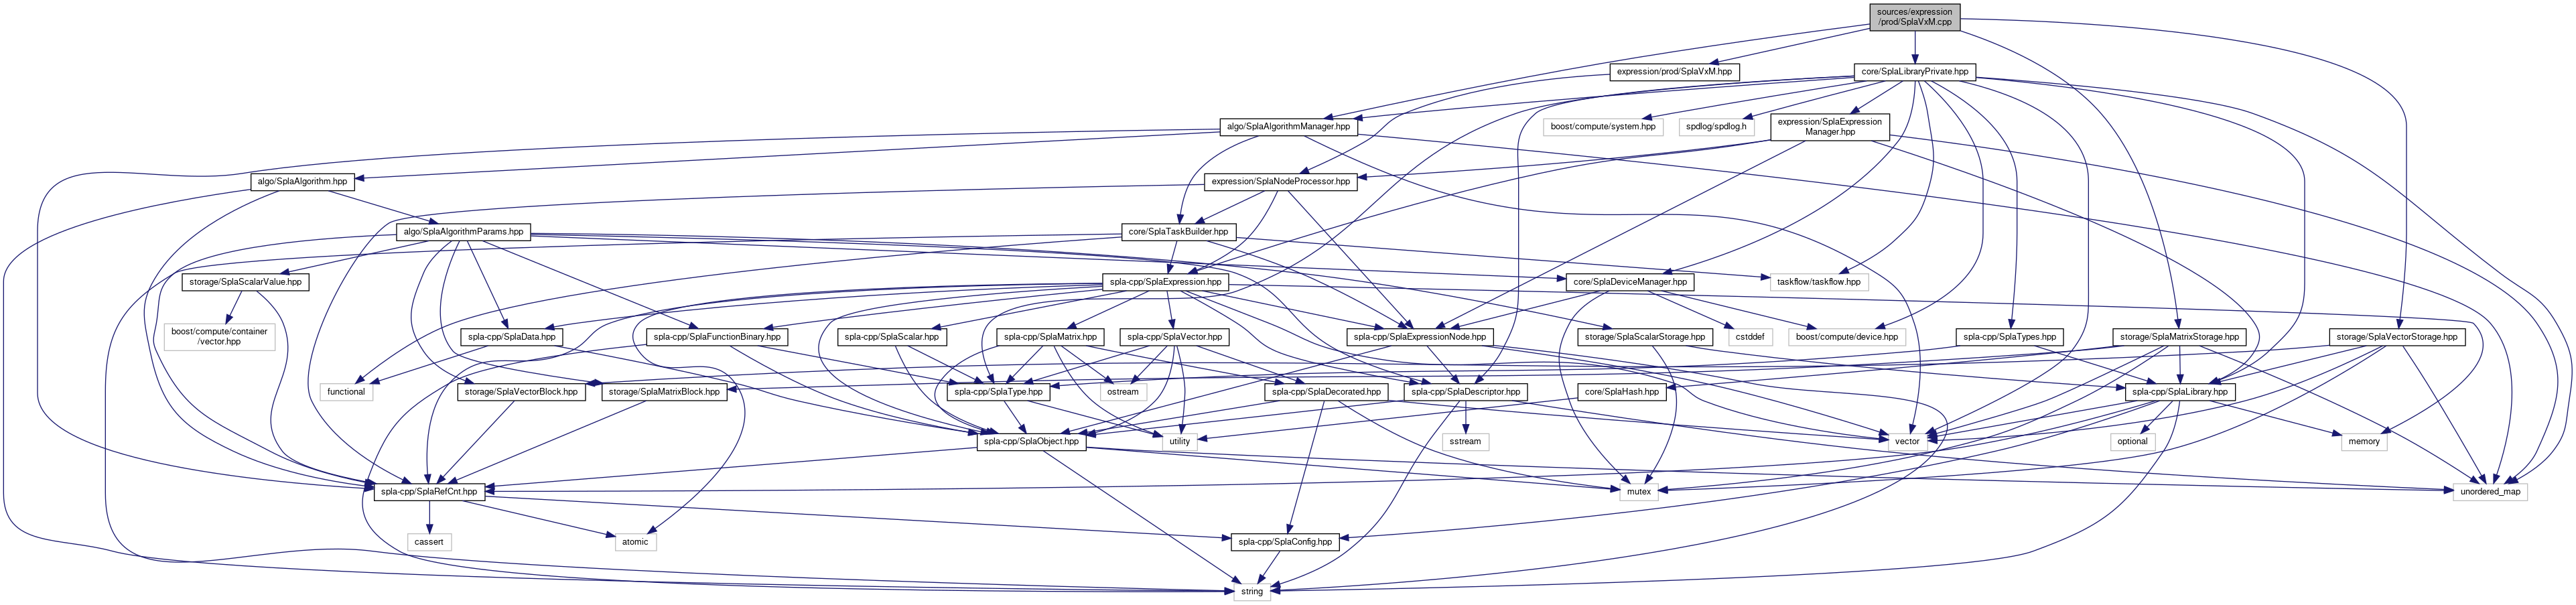 sources/expression
/prod/SplaVxM.cpp
expression/prod/SplaVxM.hpp
core/SplaLibraryPrivate.hpp
algo/SplaAlgorithmManager.hpp
boost/compute/system.hpp
spdlog/spdlog.h
expression/SplaExpression
Manager.hpp
algo/SplaAlgorithm.hpp
expression/SplaNodeProcessor.hpp
algo/SplaAlgorithmParams.hpp
core/SplaTaskBuilder.hpp
storage/SplaScalarValue.hpp
spla-cpp/SplaExpression.hpp
core/SplaDeviceManager.hpp
taskflow/taskflow.hpp
boost/compute/container
/vector.hpp
spla-cpp/SplaData.hpp
spla-cpp/SplaFunctionBinary.hpp
spla-cpp/SplaScalar.hpp
spla-cpp/SplaMatrix.hpp
spla-cpp/SplaVector.hpp
spla-cpp/SplaExpressionNode.hpp
storage/SplaScalarStorage.hpp
cstddef
boost/compute/device.hpp
spla-cpp/SplaTypes.hpp
storage/SplaMatrixStorage.hpp
storage/SplaVectorStorage.hpp
functional
storage/SplaVectorBlock.hpp
storage/SplaMatrixBlock.hpp
spla-cpp/SplaType.hpp
ostream
spla-cpp/SplaDecorated.hpp
spla-cpp/SplaDescriptor.hpp
core/SplaHash.hpp
spla-cpp/SplaLibrary.hpp
spla-cpp/SplaObject.hpp
utility
sstream
vector
optional
memory
spla-cpp/SplaRefCnt.hpp
mutex
unordered_map
cassert
atomic
spla-cpp/SplaConfig.hpp
string